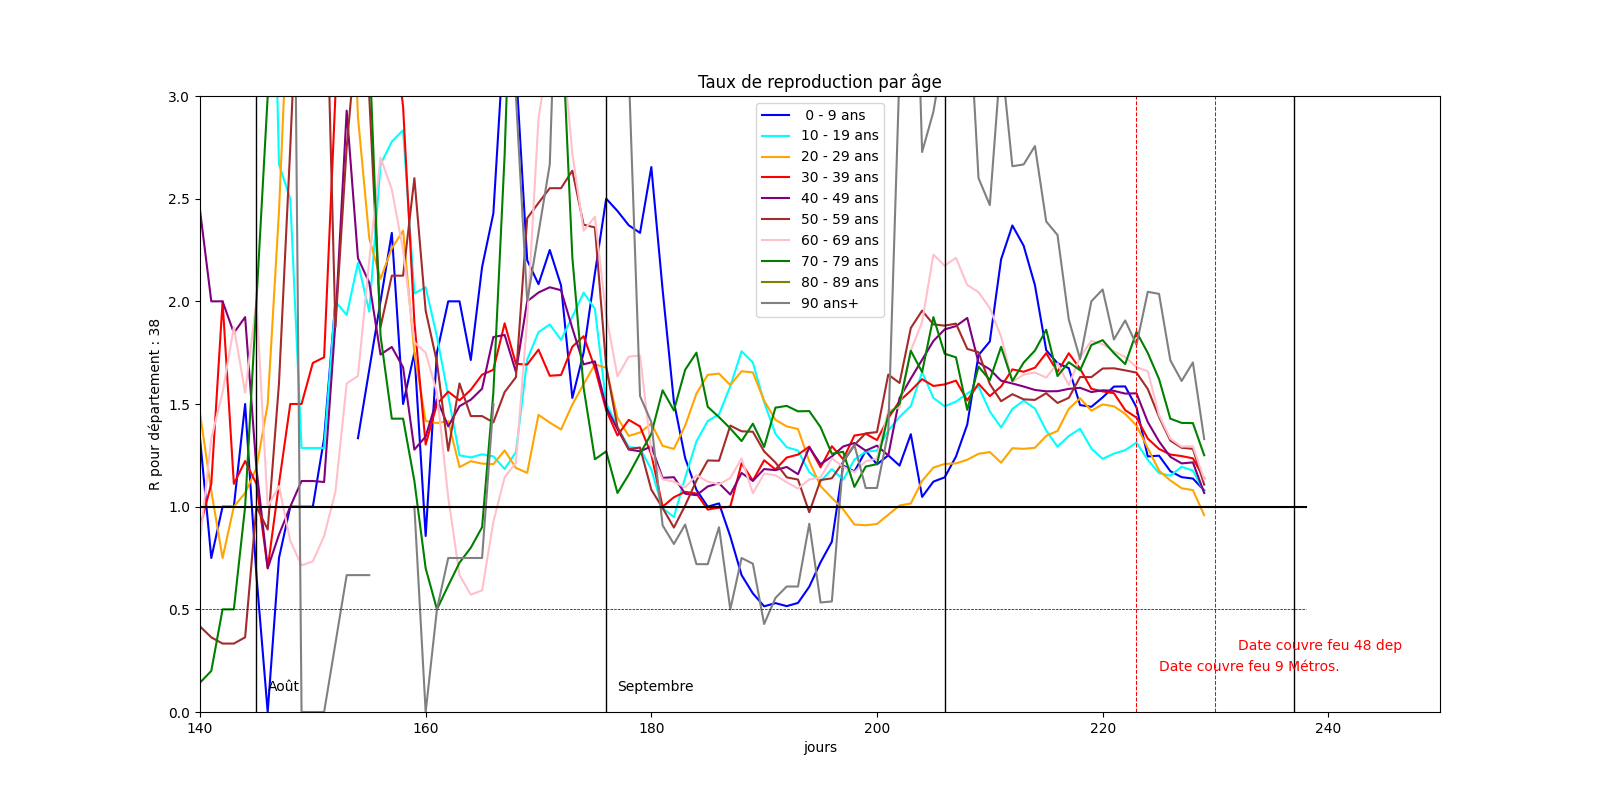 Taux de reproduction par âge
R pour département : 38
3.0
2.5
2.0
1.5
1.0
0.5
0.0
0 - 9 ans
10 - 19 ans
20 - 29 ans
30 - 39 ans
40 - 49 ans
50 - 59 ans
60 - 69 ans
70 - 79 ans
80 - 89 ans
90 ans+
Date couvre feu 48 dep
Date couvre feu 9 Métros.
Août
Septembre
140
160
180
200
220
240
jours